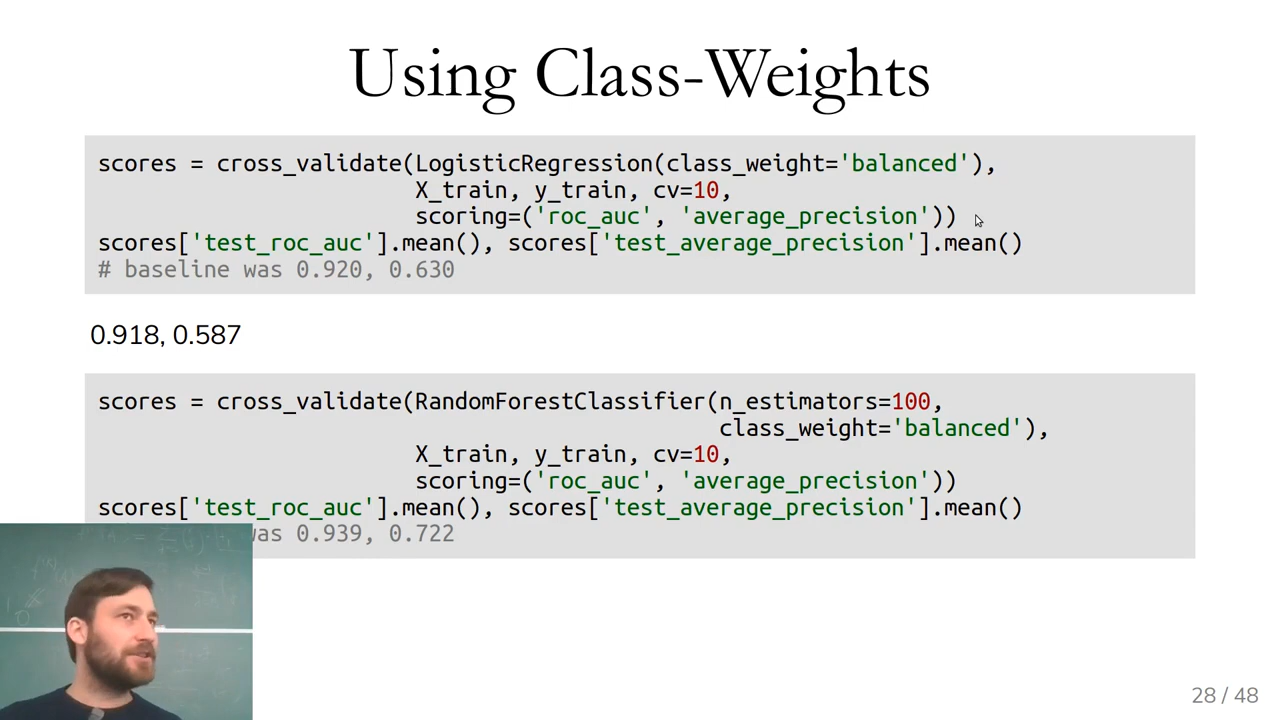 Using Class-Weights
scores = cross_validate(LogisticRegression(class_weight='balanced'),
X_train, y_train, cv=10,
scoring=('roc_auc', 'average_precision'))
scores['test_roc_auc'].mean(), scores['test_average_precision'].mean()
# baseline was 0.920, 0.630
0.918, 0.587
scores = cross_validate(RandomForestClassifier(n_estimators=100,
class_weight='balanced'),
X_train, y_train, cv=10,
scoring=('roc_auc', 'average_precision'))
scores['test_roc_auc'].mean(), scores['test_average_precision'].mean()
was 0.939, 0.722
28 / 48